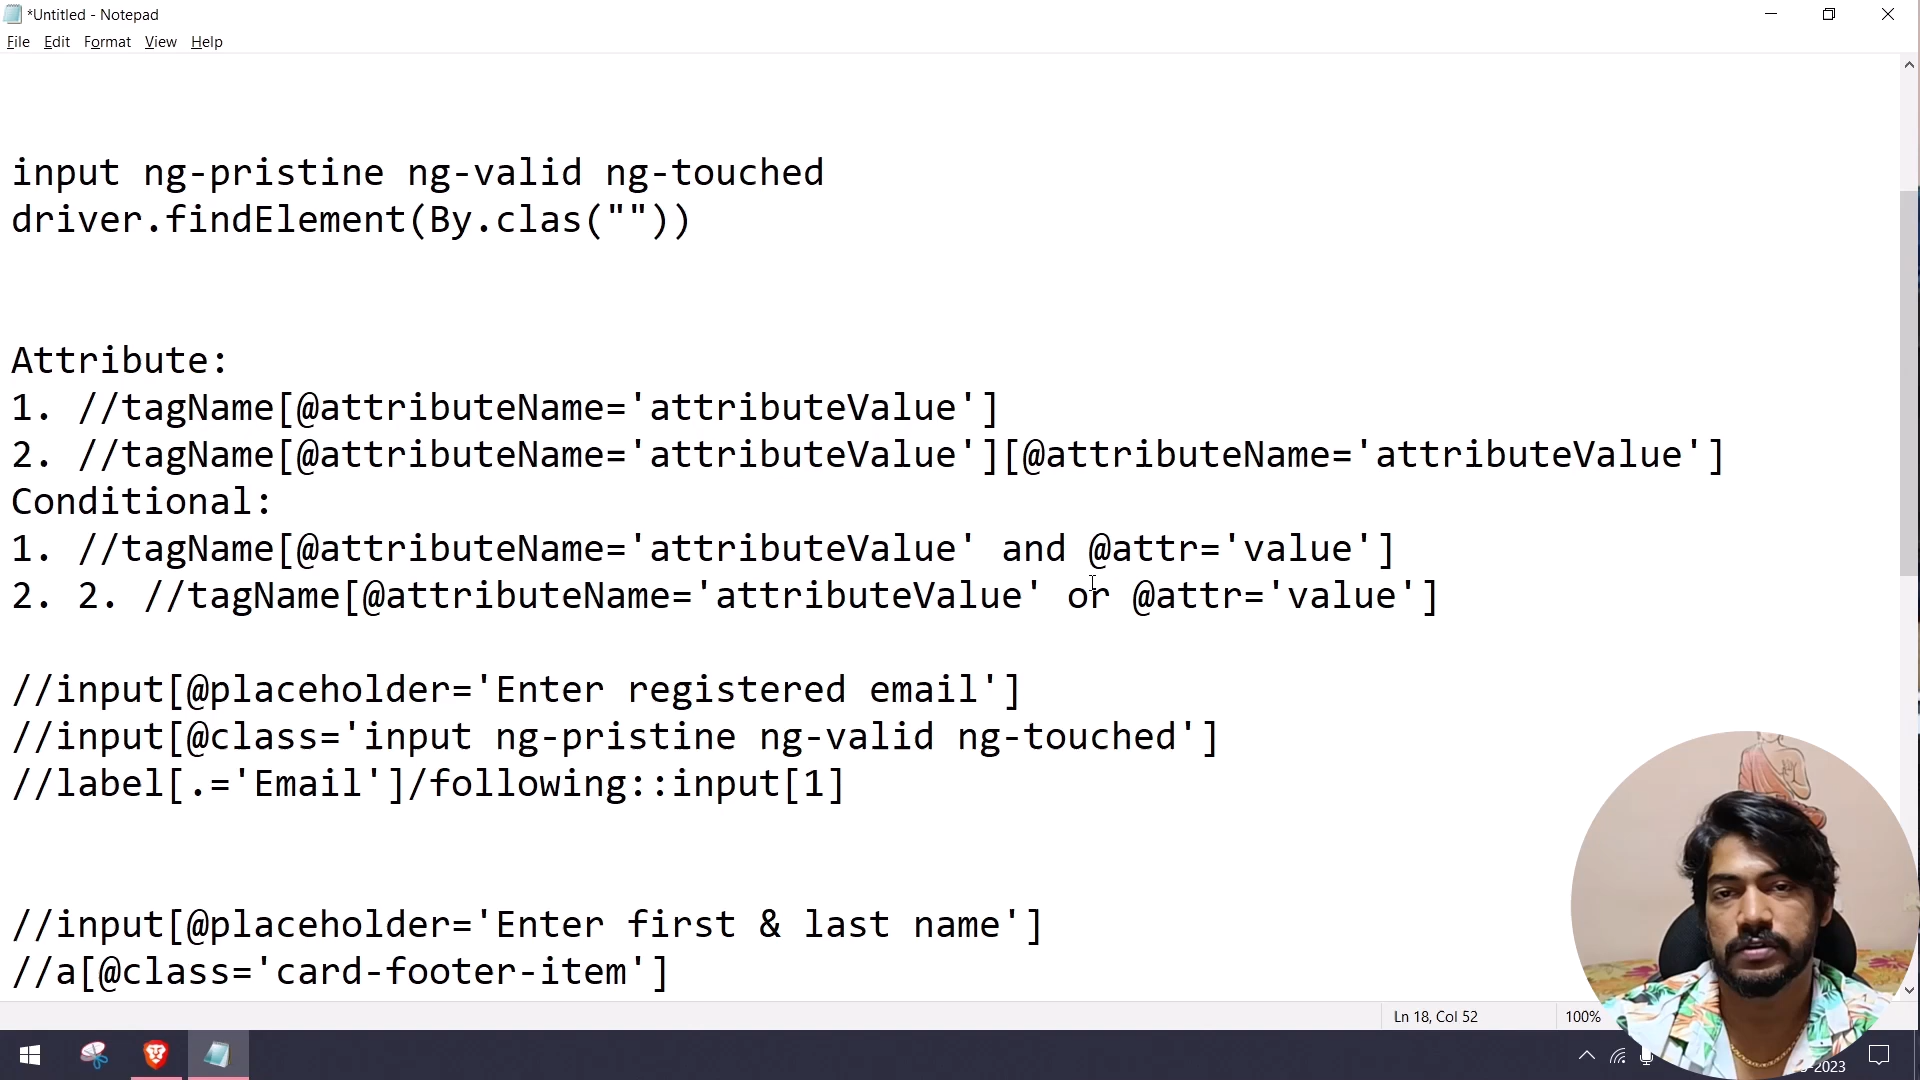 *Untitled - Notepad
File Edit Format View Help
input ng-pristine ng-valid ng-touched
driver.findElement(By.clas(""))
Attribute:
1. //tagName[@attributeName='attributeValue']
2. //tagName[@attributeName='attributeValue'][@attributeName='attributeValue']
Conditional:
1. //tagName[@attributeName='attributeValue' and @attr='value']
2. 2. //tagName[@attributeName='attributeValue' or @attr='value']
//input[@placeholder='Enter registered email']
//input[@class='input ng-pristine ng-valid ng-touched']
//label[.='Email']/following::input[1]
//input[@placeholder='Enter first & last name']
//a[@class='card-footer-item']
Ln 18, Col 52
100%
-2023